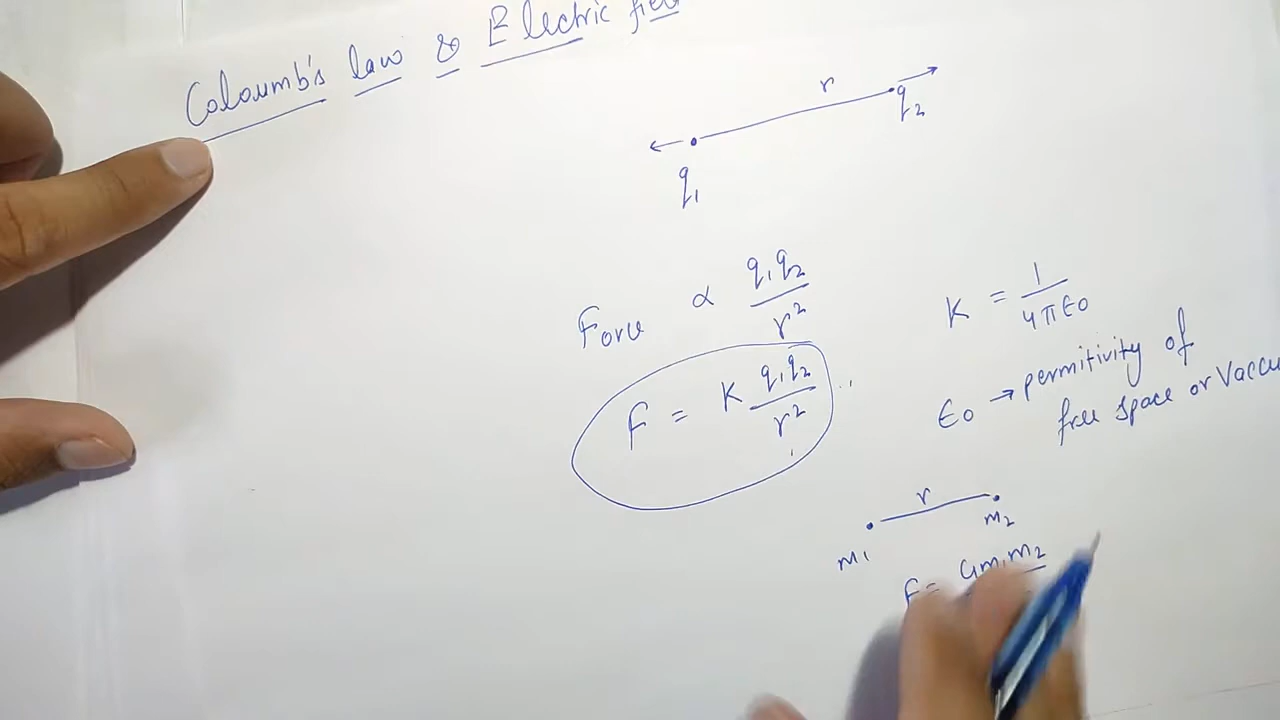 Coloumb's law & Electric field
r
q₂
q₁
Force ∝ q₁q₂/r²
F = K q₁q₂/r²
K = 1/4πϵ0
ϵ0 → permitivity of
free space or Vaccu
r
m₁ m₂
F = Gm₁m₂